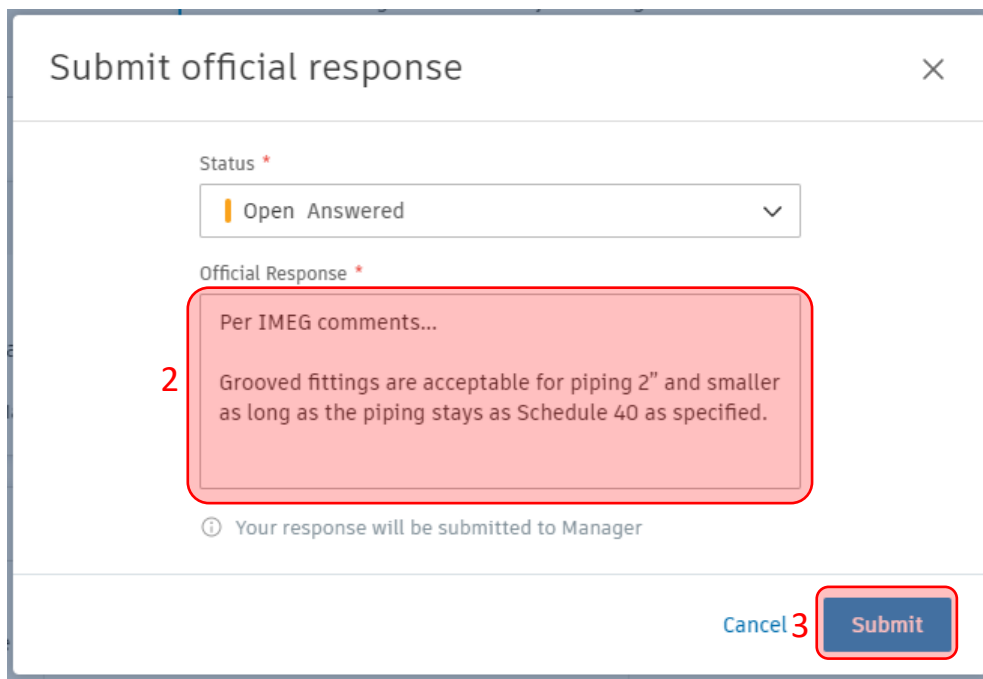 Submit official response
Status *
Open Answered
Official Response *
Per IMEG comments...
2
Grooved fittings are acceptable for piping 2” and smaller
as long as the piping stays as Schedule 40 as specified.
Your response will be submitted to Manager
Cancel 3 Submit